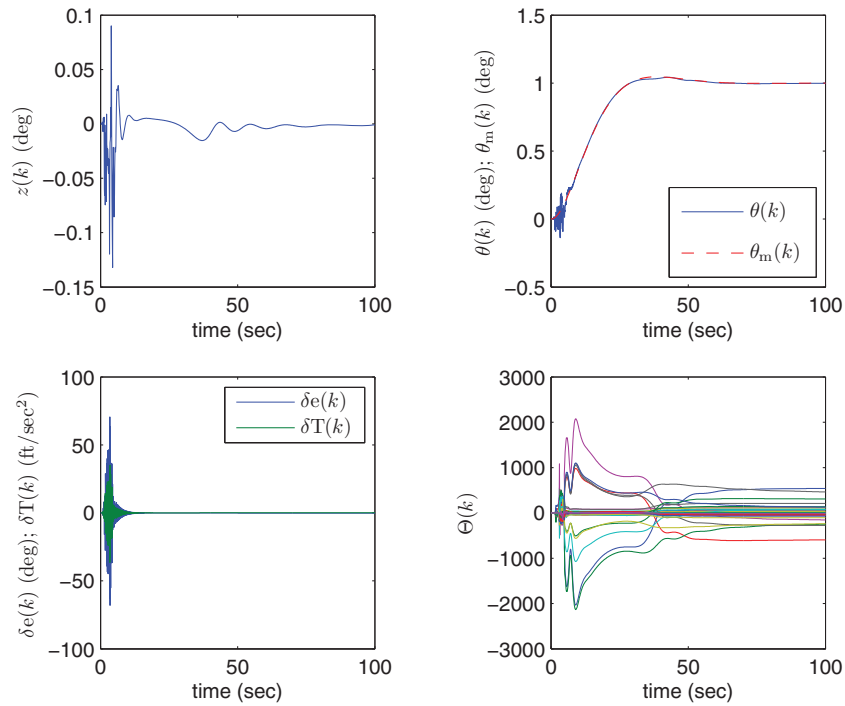 0.1
0.05
0
−0.05
−0.1
−0.15
z(k) (deg)
0
50
100
time (sec)
1.5
1
0.5
0
−0.5
θ(k) (deg); θm(k) (deg)
θ(k)
θm(k)
0
50
100
time (sec)
100
50
0
−50
−100
δe(k) (deg); δT(k) (ft/sec²)
δe(k)
δT(k)
0
50
100
time (sec)
3000
2000
1000
0
−1000
−2000
−3000
Θ(k)
0
50
100
time (sec)